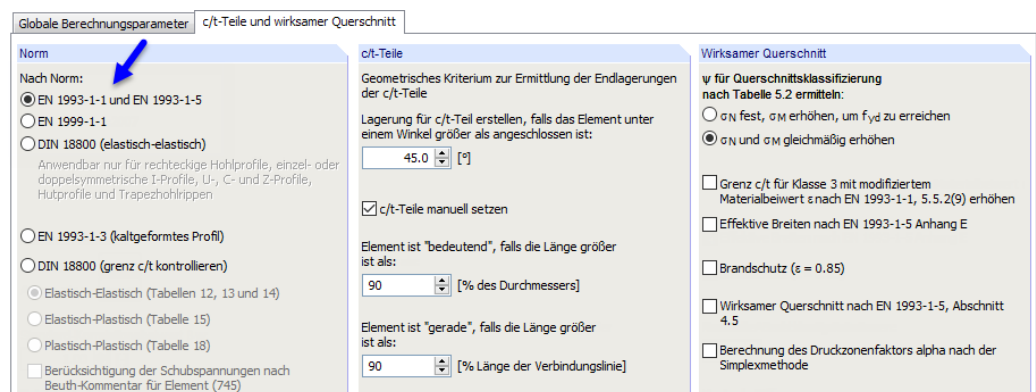 Globale Berechnungsparameter
c/t-Teile und wirksamer Querschnitt
Norm
Nach Norm:
EN 1993-1-1 und EN 1993-1-5
EN 1999-1-1
DIN 18800 (elastisch-elastisch)
Anwendbar nur für rechteckige Hohlprofile, einzel- oder
doppelsymmetrische I-Profile, U-, C- und Z-Profile,
Hutprofile und Trapezhohlrippen
EN 1993-1-3 (kaltgeformtes Profil)
DIN 18800 (grenz c/t kontrollieren)
Elastisch-Elastisch (Tabellen 12, 13 und 14)
Elastisch-Plastisch (Tabelle 15)
Plastisch-Plastisch (Tabelle 18)
Berücksichtigung der Schubspannungen nach
Beuth-Kommentar für Element (745)
c/t-Teile
Geometrisches Kriterium zur Ermittlung der Endlagerungen
der c/t-Teile
Lagerung für c/t-Teil erstellen, falls das Element unter
einem Winkel größer als angeschlossen ist:
45.0 [°]
c/t-Teile manuell setzen
Element ist "bedeutend", falls die Länge größer
ist als:
90 [% des Durchmessers]
Element ist "gerade", falls die Länge größer
ist als:
90 [% Länge der Verbindungslinie]
Wirksamer Querschnitt
ψ für Querschnittsklassifizierung
nach Tabelle 5.2 ermitteln:
σN fest, σM erhöhen, um fyd zu erreichen
σN und σM gleichmäßig erhöhen
Grenz c/t für Klasse 3 mit modifiziertem
Materialbeiwert ε nach EN 1993-1-1, 5.5.2(9) erhöhen
Effektive Breiten nach EN 1993-1-5 Anhang E
Brandschutz (ε = 0.85)
Wirksamer Querschnitt nach EN 1993-1-5, Abschnitt
4.5
Berechnung des Druckzonenfaktors alpha nach der
Simplexmethode